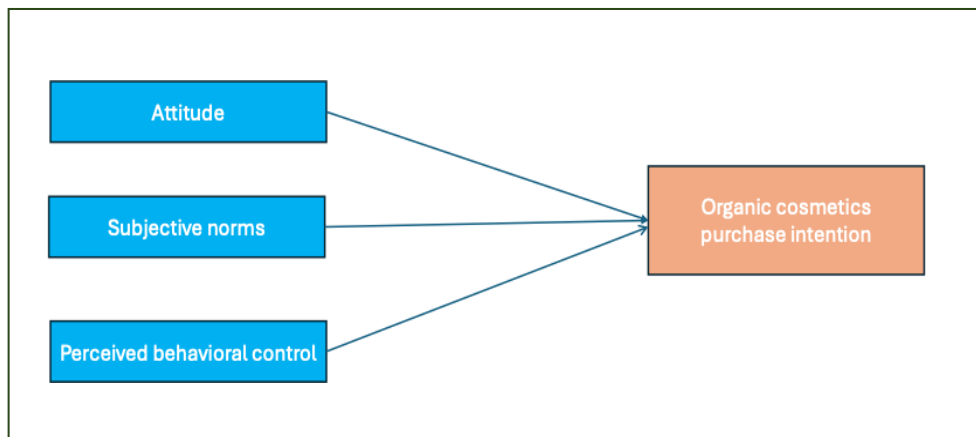 Attitude
Subjective norms
Perceived behavioral control
Organic cosmetics
purchase intention